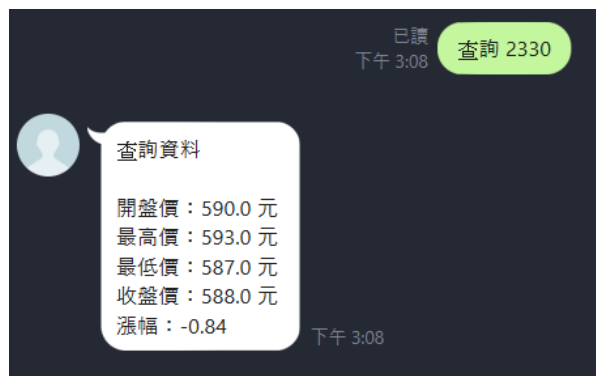 已讀
下午 3:08
查詢 2330
查詢資料
開盤價：590.0 元
最高價：593.0 元
最低價：587.0 元
收盤價：588.0 元
漲幅：-0.84
下午 3:08